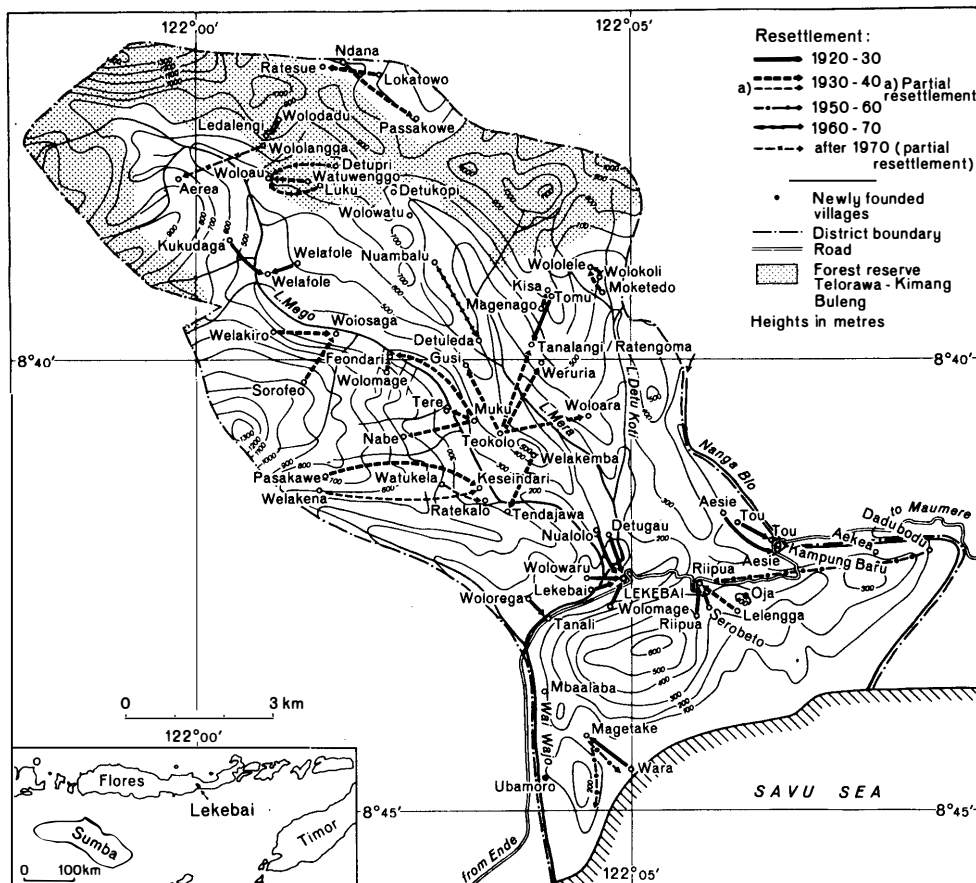 122°00'
122°05'
Resettlement:
1920 - 30
1930 - 40 a) Partial
a)
resettlement
1950 - 60
1960 - 70
after 1970 (partial
resettlement)
Newly founded
villages
District boundary
Road
Forest reserve
Telorawa - Kimang
Buleng
Heights in metres
Ndana
Ratesue
Lokatowo
Passakowe
Wolodadu
Ledalengi
Wololangga
Aerea
Woloau
Detupri
Watuwenggo
Luku
Detukopi
Wolowatu
Kukudaga
Welafole
Welafole
Nuambalu
Wololele
Wolokoli
Moketedo
Kisa
Tomu
Magenago
L. Mego
Welakiro
Woiosaga
Detuleda
Tanalangi / Ratengoma
8°40'
8°40'
Feondari
Gusi
Weruria
Wolomage
Sorofeo
L. Detu Koti
Tere
Muku
L. Mera
Woloara
Nabe
Teokolo
Nanga Blo
Welakemba
Pasakawe
Watukela
Keseindari
Welakena
Ratekalo
Tendajawa
Aesie
Tou
Tou
to Maumere
Dadubodu
Aekea
Nualolo
Detugau
Aesie
Kampung Baru
Wolowaru
Riipua
Lekebai
LEKEBAI
Oja
Wolorega
Wolomage
Lelengga
Serobeto
Riipua
Tanali
Mbaalaba
Wai Wajo
Magetake
Wara
Ubamoro
SAVU SEA
8°45'
8°45'
from Ende
122°05'
0 3 km
122°00'
Flores
Lekebai
Sumba
Timor
0 100km